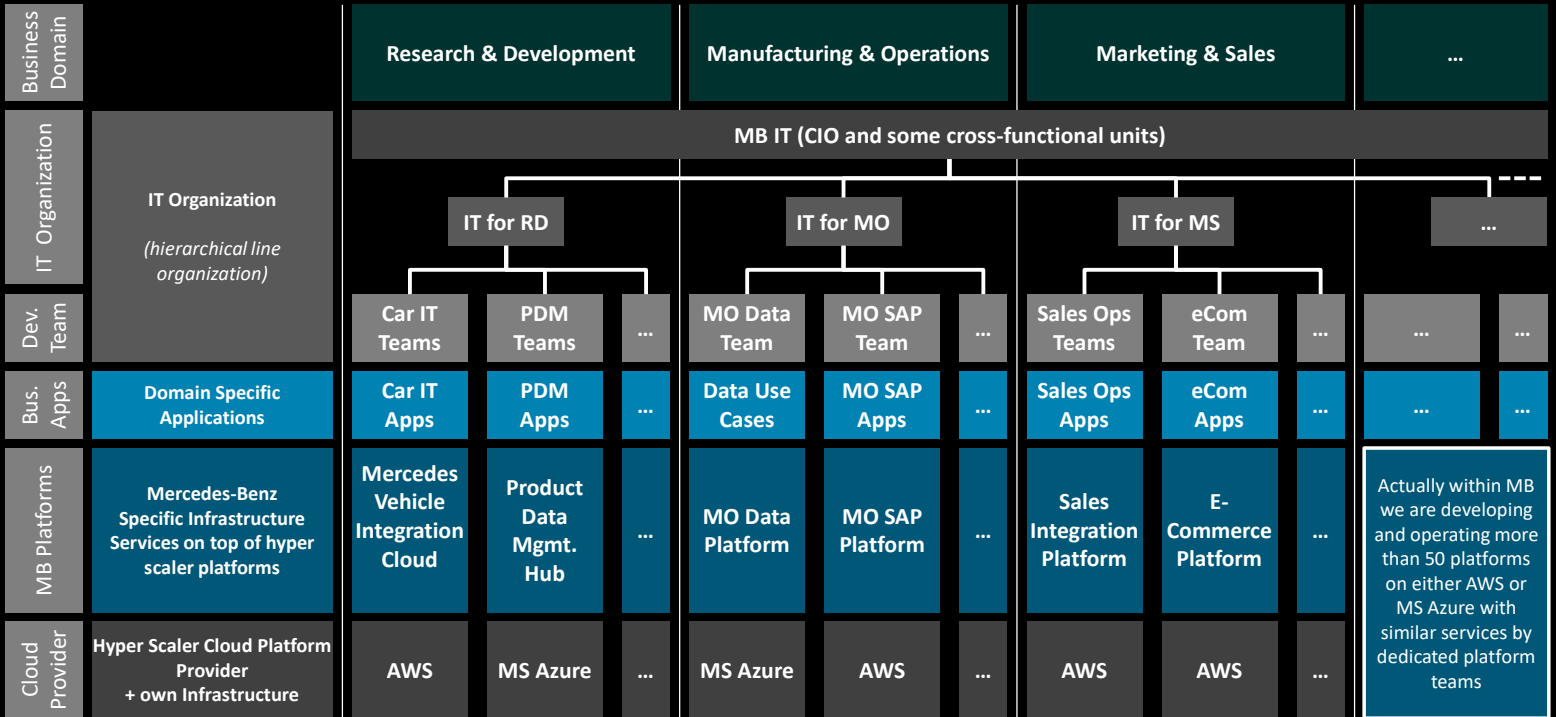 Business
Domain
Research & Development
Manufacturing & Operations
Marketing & Sales
...
IT Organization
IT Organization
(hierarchical line
organization)
MB IT (CIO and some cross-functional units)
IT for RD
IT for MO
IT for MS
...
Dev.
Team
Car IT
Teams
PDM
Teams
...
MO Data
Team
MO SAP
Team
...
Sales Ops
Teams
eCom
Team
...
...
...
Bus.
Apps
Domain Specific
Applications
Car IT
Apps
PDM
Apps
...
Data Use
Cases
MO SAP
Apps
...
Sales Ops
Apps
eCom
Apps
...
...
...
MB Platforms
Mercedes-Benz
Specific Infrastructure
Services on top of hyper
scaler platforms
Mercedes
Vehicle
Integration
Cloud
Product
Data
Mgmt.
Hub
...
MO Data
Platform
MO SAP
Platform
...
Sales
Integration
Platform
E-
Commerce
Platform
...
Actually within MB
we are developing
and operating more
than 50 platforms
on either AWS or
MS Azure with
similar services by
dedicated platform
teams
Cloud
Provider
Hyper Scaler Cloud Platform
Provider
+ own Infrastructure
AWS
MS Azure
...
MS Azure
AWS
...
AWS
AWS
...